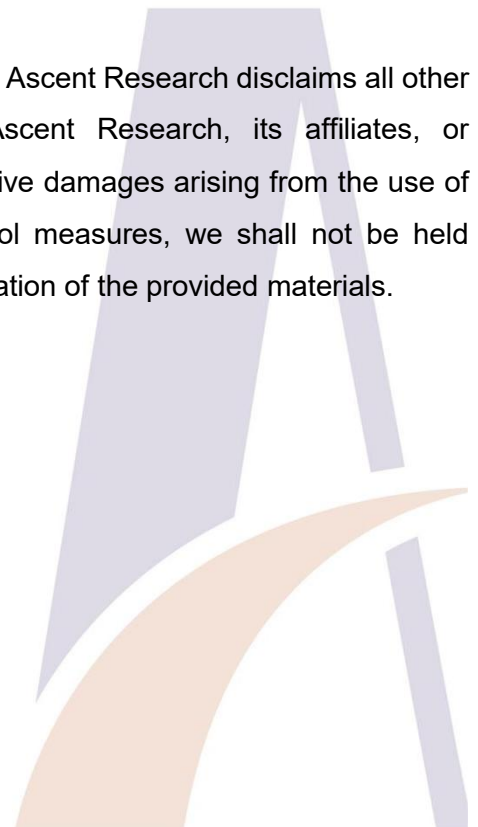 Ascent Research disclaims all other
Ascent Research, its affiliates, or
ive damages arising from the use of
ol measures, we shall not be held
ation of the provided materials.